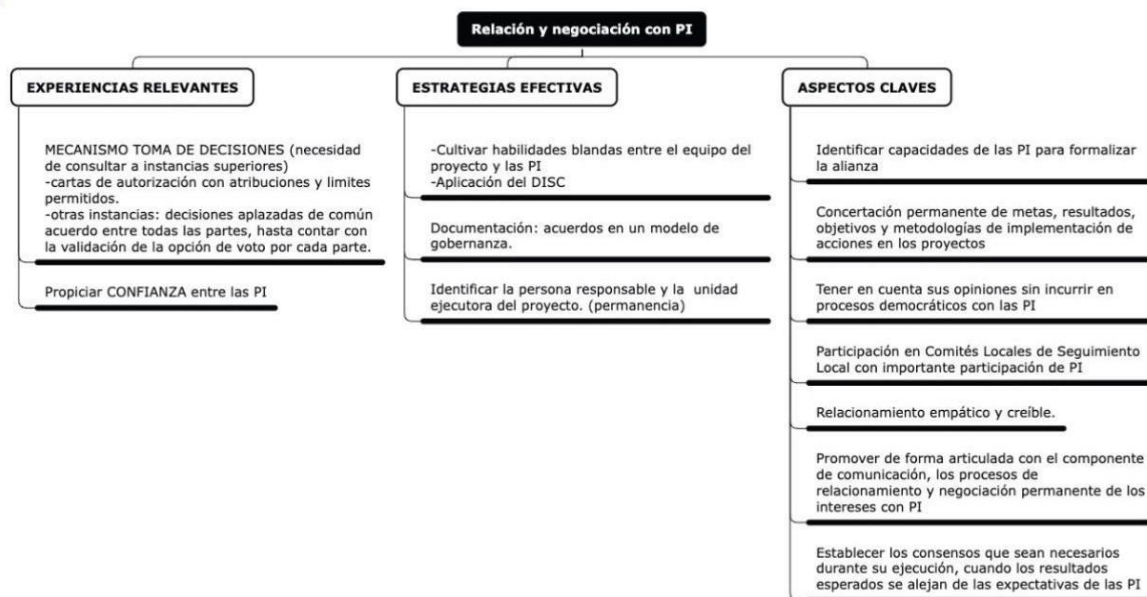 Relación y negociación con PI
EXPERIENCIAS RELEVANTES
MECANISMO TOMA DE DECISIONES (necesidad
de consultar a instancias superiores)
-cartas de autorización con atribuciones y limites
permitidos.
-otras instancias: decisiones aplazadas de común
acuerdo entre todas las partes, hasta contar con
la validación de la opción de voto por cada parte.
Propiciar CONFIANZA entre las PI
ESTRATEGIAS EFECTIVAS
-Cultivar habilidades blandas entre el equipo del
proyecto y las PI
-Aplicación del DISC
Documentación: acuerdos en un modelo de
gobernanza.
Identificar la persona responsable y la unidad
ejecutora del proyecto. (permanencia)
ASPECTOS CLAVES
Identificar capacidades de las PI para formalizar
la alianza
Concertación permanente de metas, resultados,
objetivos y metodologías de implementación de
acciones en los proyectos
Tener en cuenta sus opiniones sin incurrir en
procesos democráticos con las PI
Participación en Comités Locales de Seguimiento
Local con importante participación de PI
Relacionamiento empático y creíble.
Promover de forma articulada con el componente
de comunicación, los procesos de
relacionamiento y negociación permanente de los
intereses con PI
Establecer los consensos que sean necesarios
durante su ejecución, cuando los resultados
esperados se alejan de las expectativas de las PI